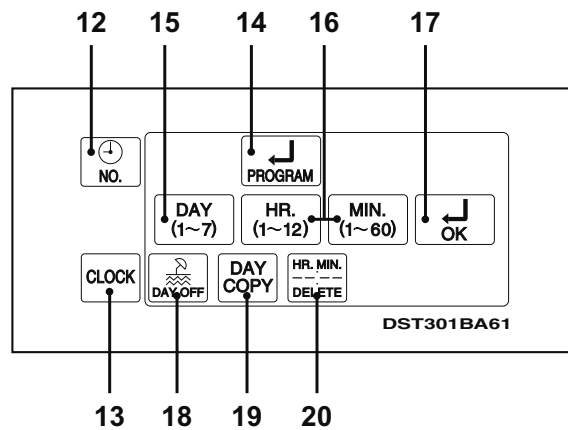 12 15 14 16 17
NO.
PROGRAM
DAY
(1~7)
HR.
(1~12)
MIN.
(1~60)
OK
CLOCK
DAY OFF
DAY
COPY
HR. MIN.
DELETE
DST301BA61
13 18 19 20